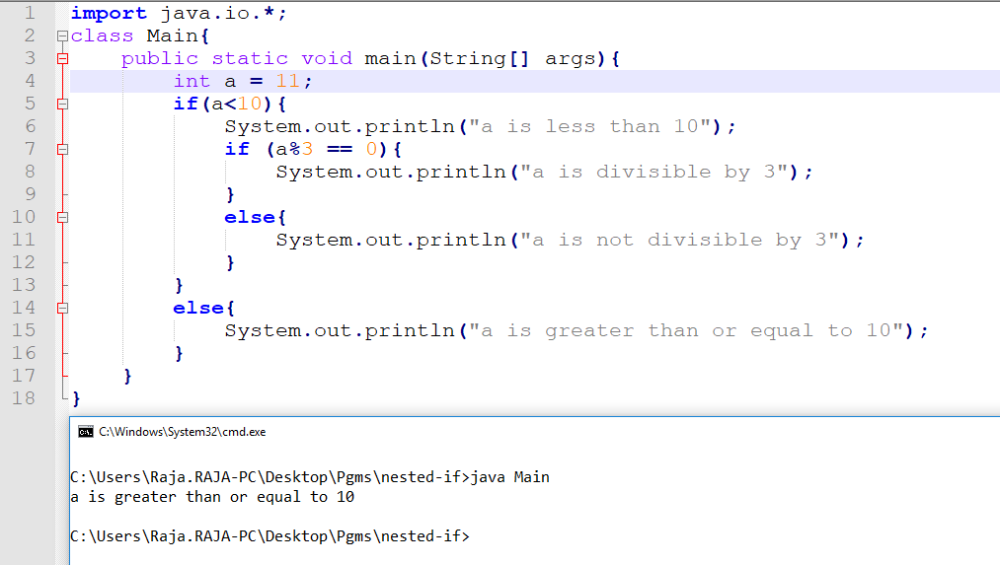 1 import java.io.*;
2 class Main{
3     public static void main(String[] args){
4         int a = 11;
5         if(a<10){
6             System.out.println("a is less than 10");
7             if (a%3 == 0){
8                 System.out.println("a is divisible by 3");
9             }
10             else{
11                 System.out.println("a is not divisible by 3");
12             }
13         }
14         else{
15             System.out.println("a is greater than or equal to 10");
16         }
17     }
18 }
C:\Windows\System32\cmd.exe
C:\Users\Raja.RAJA-PC\Desktop\Pgms\nested-if>java Main
a is greater than or equal to 10
C:\Users\Raja.RAJA-PC\Desktop\Pgms\nested-if>